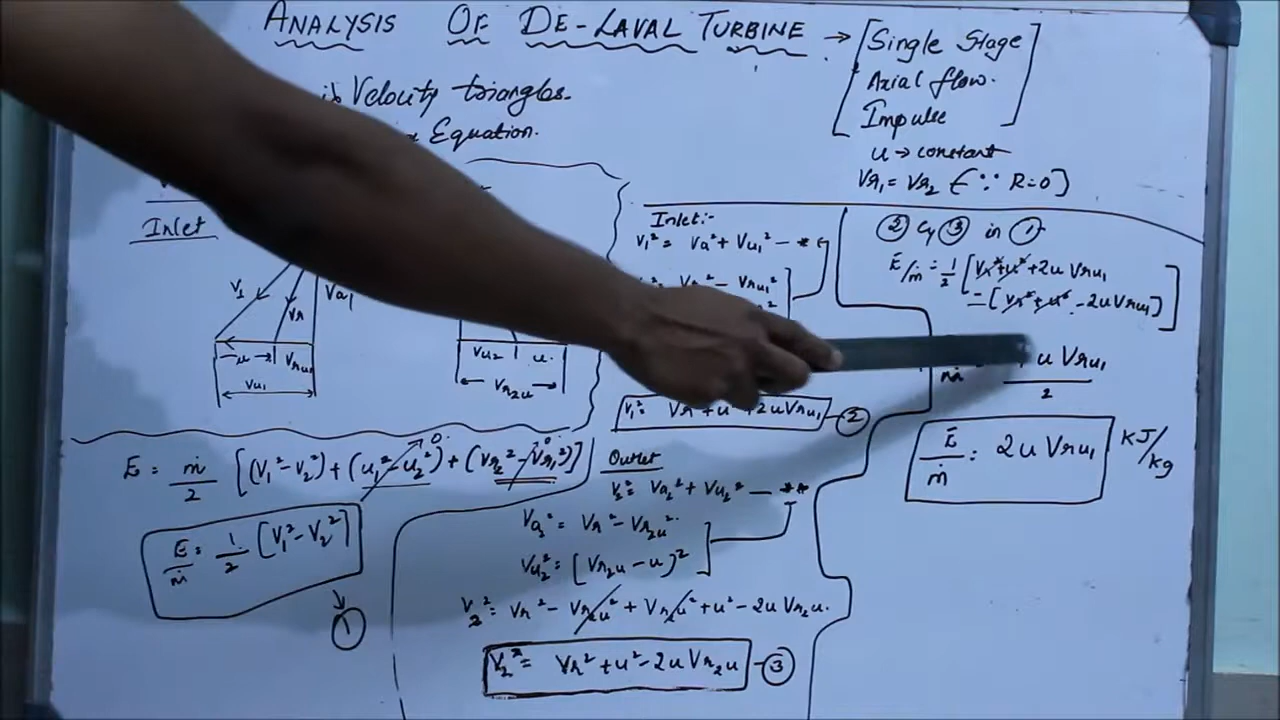 ANALYSIS OF DE-LAVAL TURBINE → [Single Stage
Axial flow.
Impulse]
Velocity triangles.
Equation.
u → constant
Vr₁ = Vr₂ (∵ R=0)
Inlet
V₁
Vr
Va₁
u
Vru₁
Vu₁
Vu₂
u
Vr₂u
E = ṁ/2 [(V₁²-V₂²)+(u₁²-u₂²)+(Vr₂²-Vr₁²)]
0
0
E/ṁ = 1/2 [V₁²-V₂²]
①
Inlet:-
V₁² = Va² + Vu₁² - *
V₁² = Vr²+u²+2uVru₁ - ②
Outlet
V₂² = Va₂² + Vu₂² - **
Va₂² = Vr² - Vr₂u²
Vu₂² = (Vr₂u - u)²
V₂² = Vr² - Vr₂u² + Vr₂u² + u² - 2u Vr₂u.
V₂² = Vr² + u² - 2u Vr₂u - ③
② & ③ in ①
E/ṁ = 1/2 [Vr²+u²+2u Vru₁
-(Vr²+u²-2uVru₁)]
ṁ
u Vru₁
2
E/ṁ = 2u Vru₁ KJ/kg